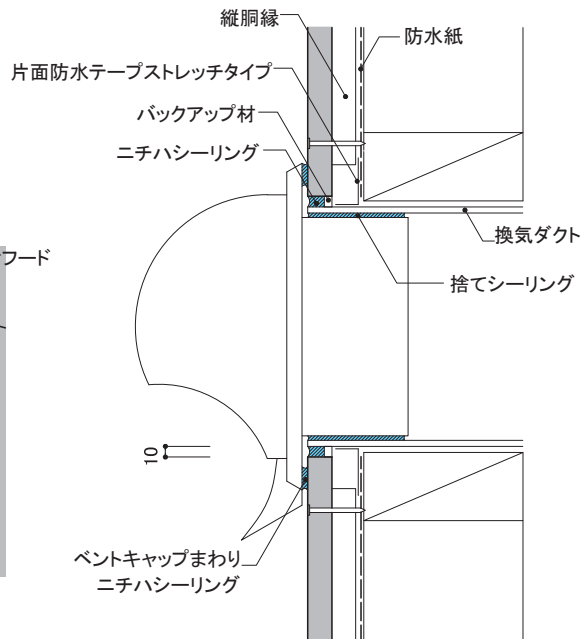 縦胴縁
防水紙
片面防水テープストレッチタイプ
バックアップ材
ニチハシーリング
換気ダクト
フード
捨てシーリング
10
ベントキャップまわり
ニチハシーリング